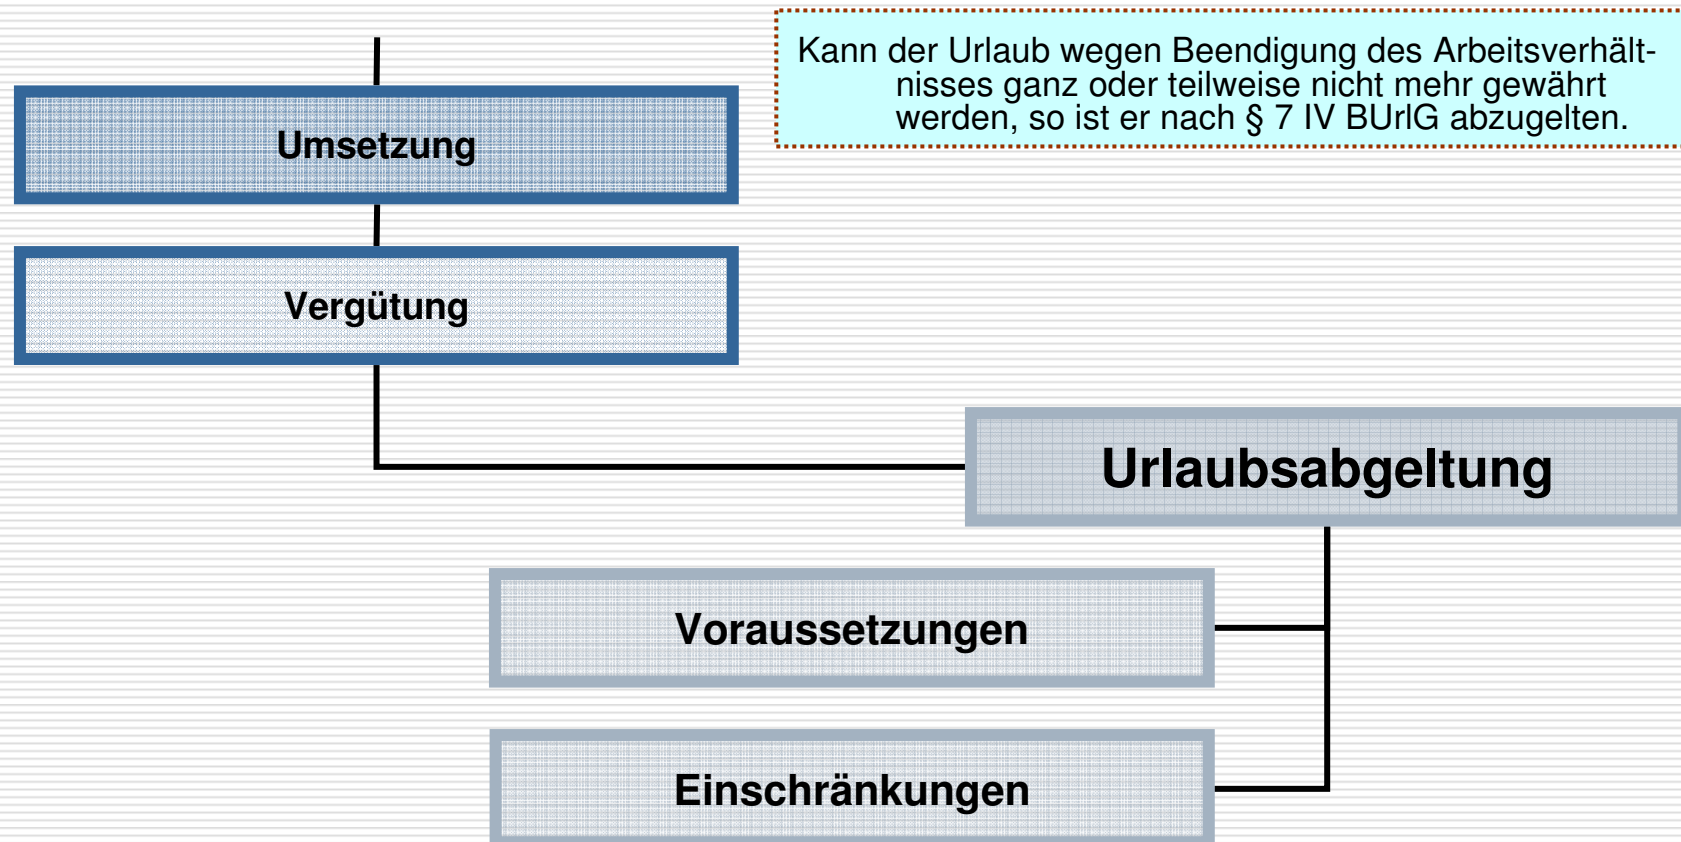 Kann der Urlaub wegen Beendigung des Arbeitsverhält-
nisses ganz oder teilweise nicht mehr gewährt
werden, so ist er nach § 7 IV BUrlG abzugelten.
Umsetzung
Vergütung
Urlaubsabgeltung
Voraussetzungen
Einschränkungen